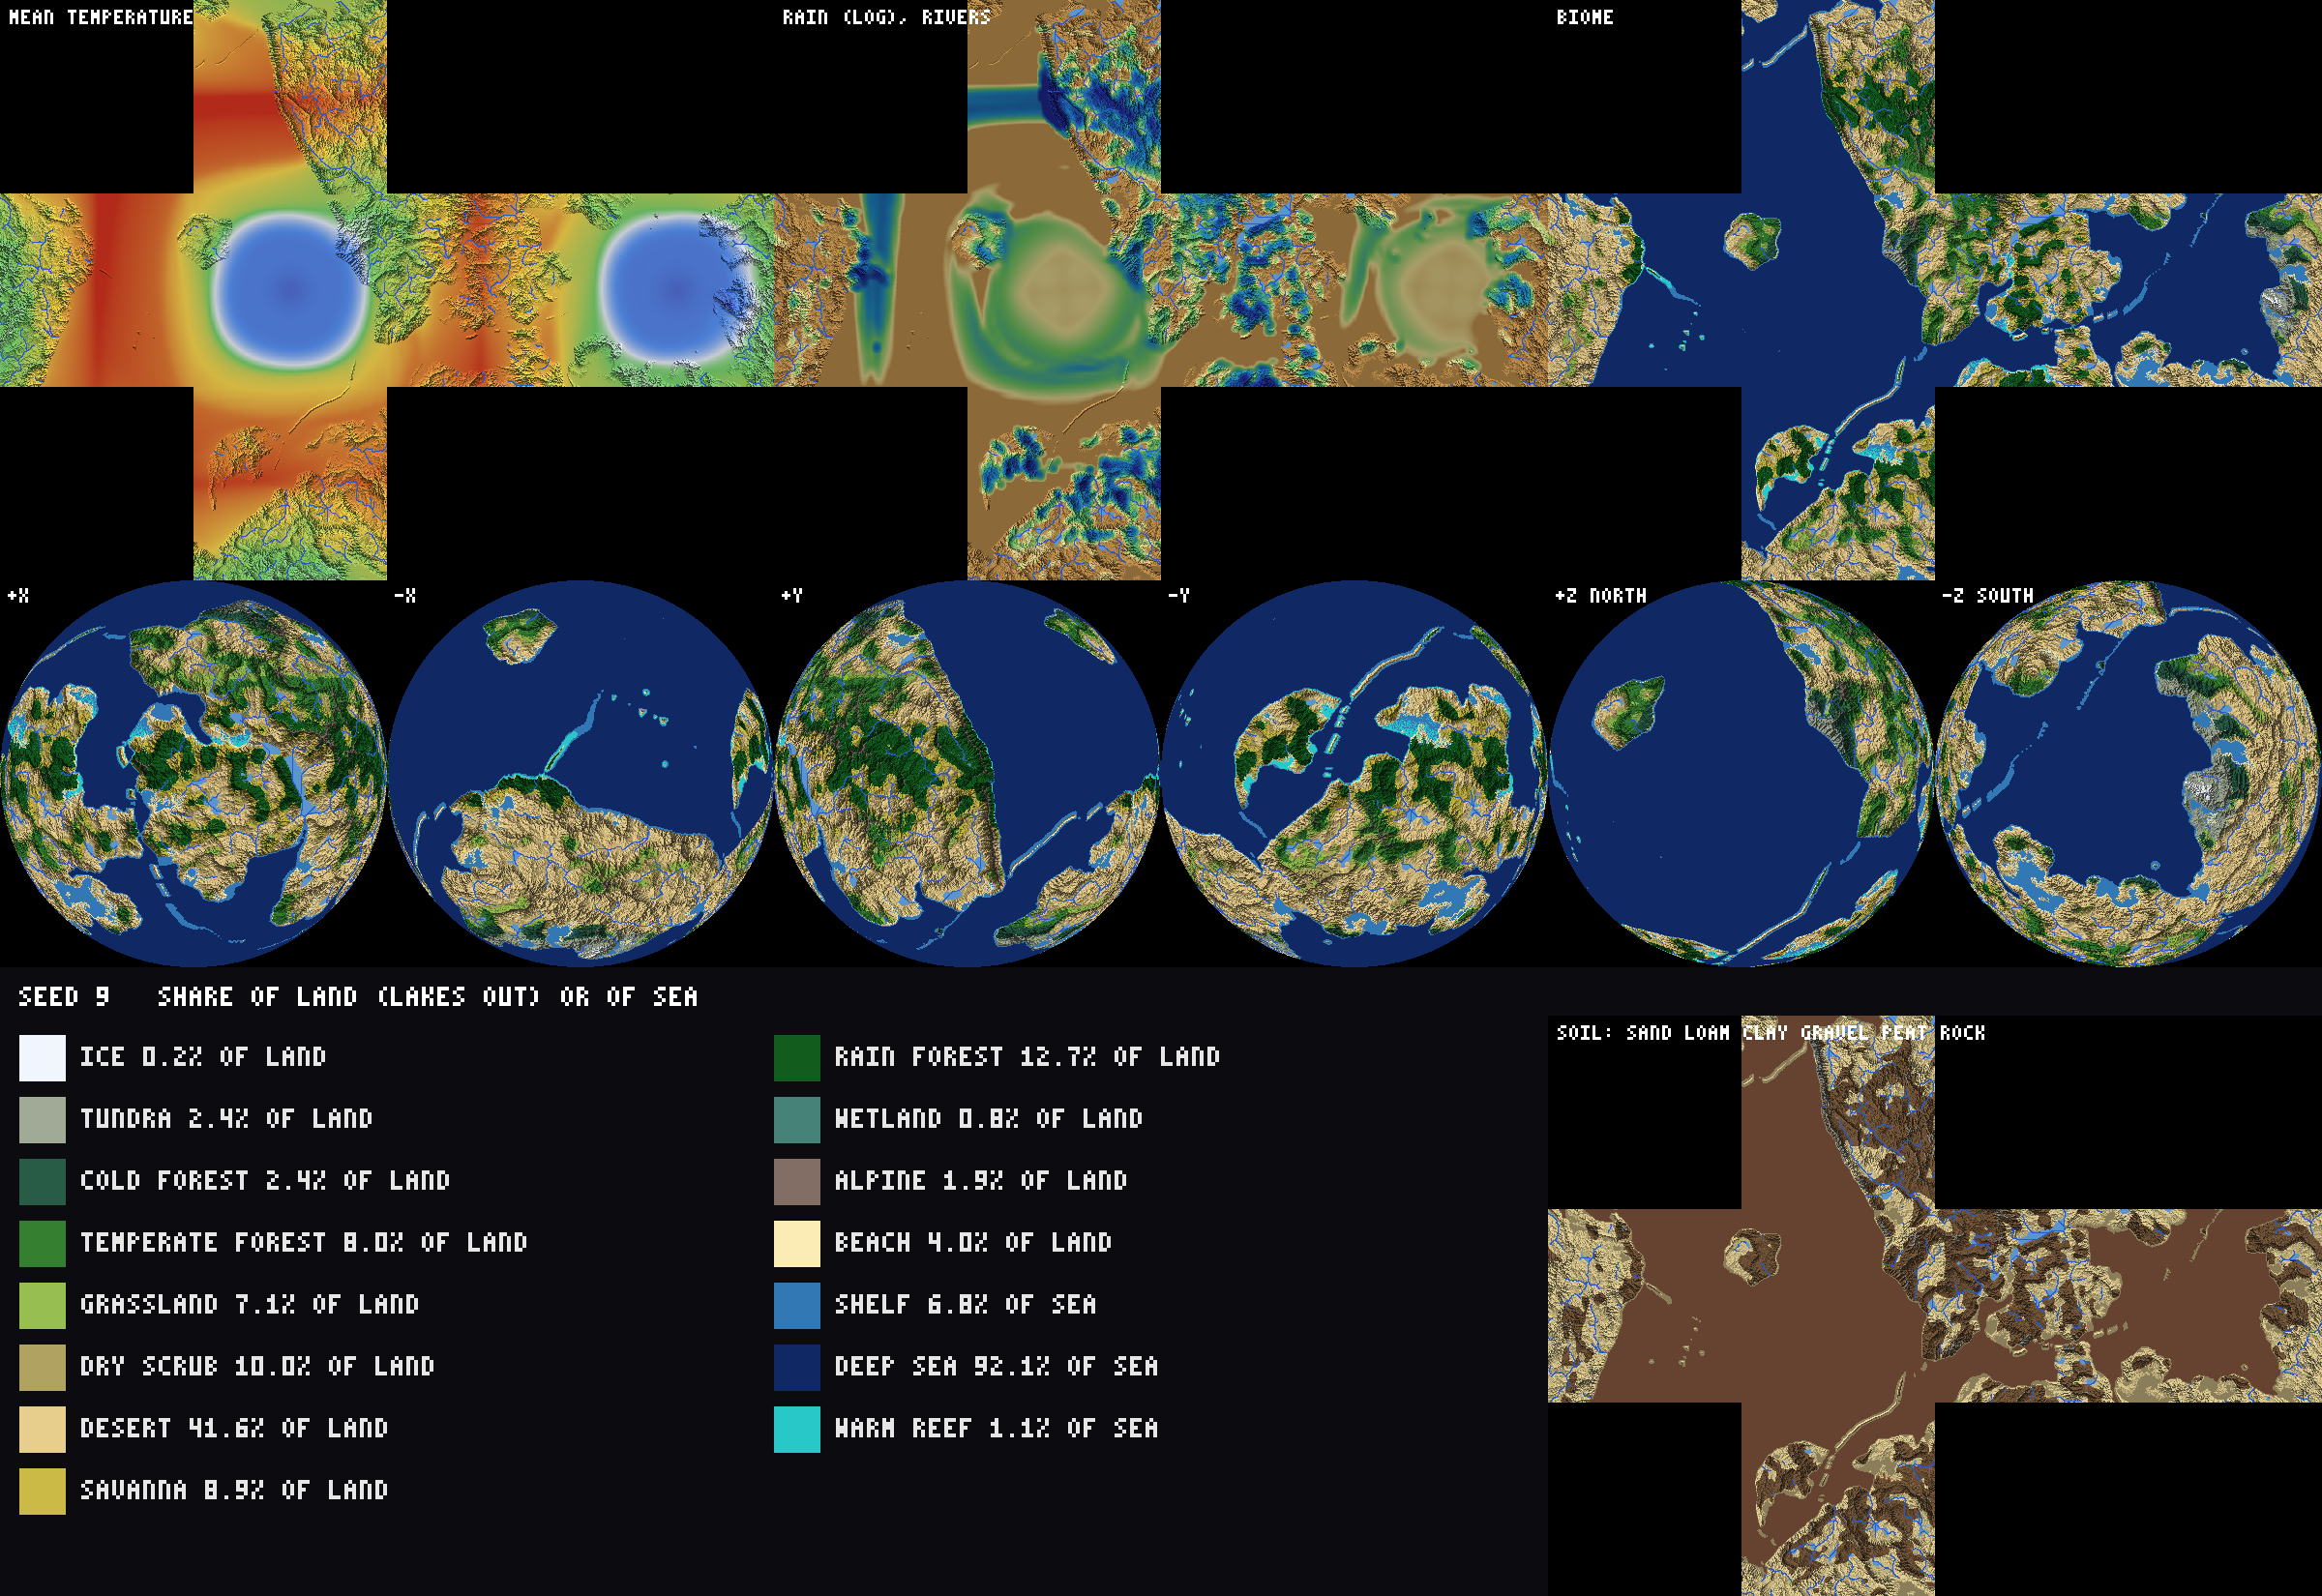 MEAN TEMPERATURE
RAIN (LOG), RIVERS
BIOME
+X
-X
+Y
-Y
+Z NORTH
-Z SOUTH
SEED 9 SHARE OF LAND (LAKES OUT) OR OF SEA
ICE 0.2% OF LAND
TUNDRA 2.4% OF LAND
COLD FOREST 2.4% OF LAND
TEMPERATE FOREST 8.0% OF LAND
GRASSLAND 7.1% OF LAND
DRY SCRUB 10.0% OF LAND
DESERT 41.6% OF LAND
SAVANNA 8.9% OF LAND
RAIN FOREST 12.7% OF LAND
WETLAND 0.8% OF LAND
ALPINE 1.9% OF LAND
BEACH 4.0% OF LAND
SHELF 6.8% OF SEA
DEEP SEA 92.1% OF SEA
WARM REEF 1.1% OF SEA
SOIL: SAND LOAM CLAY GRAVEL PEAT ROCK